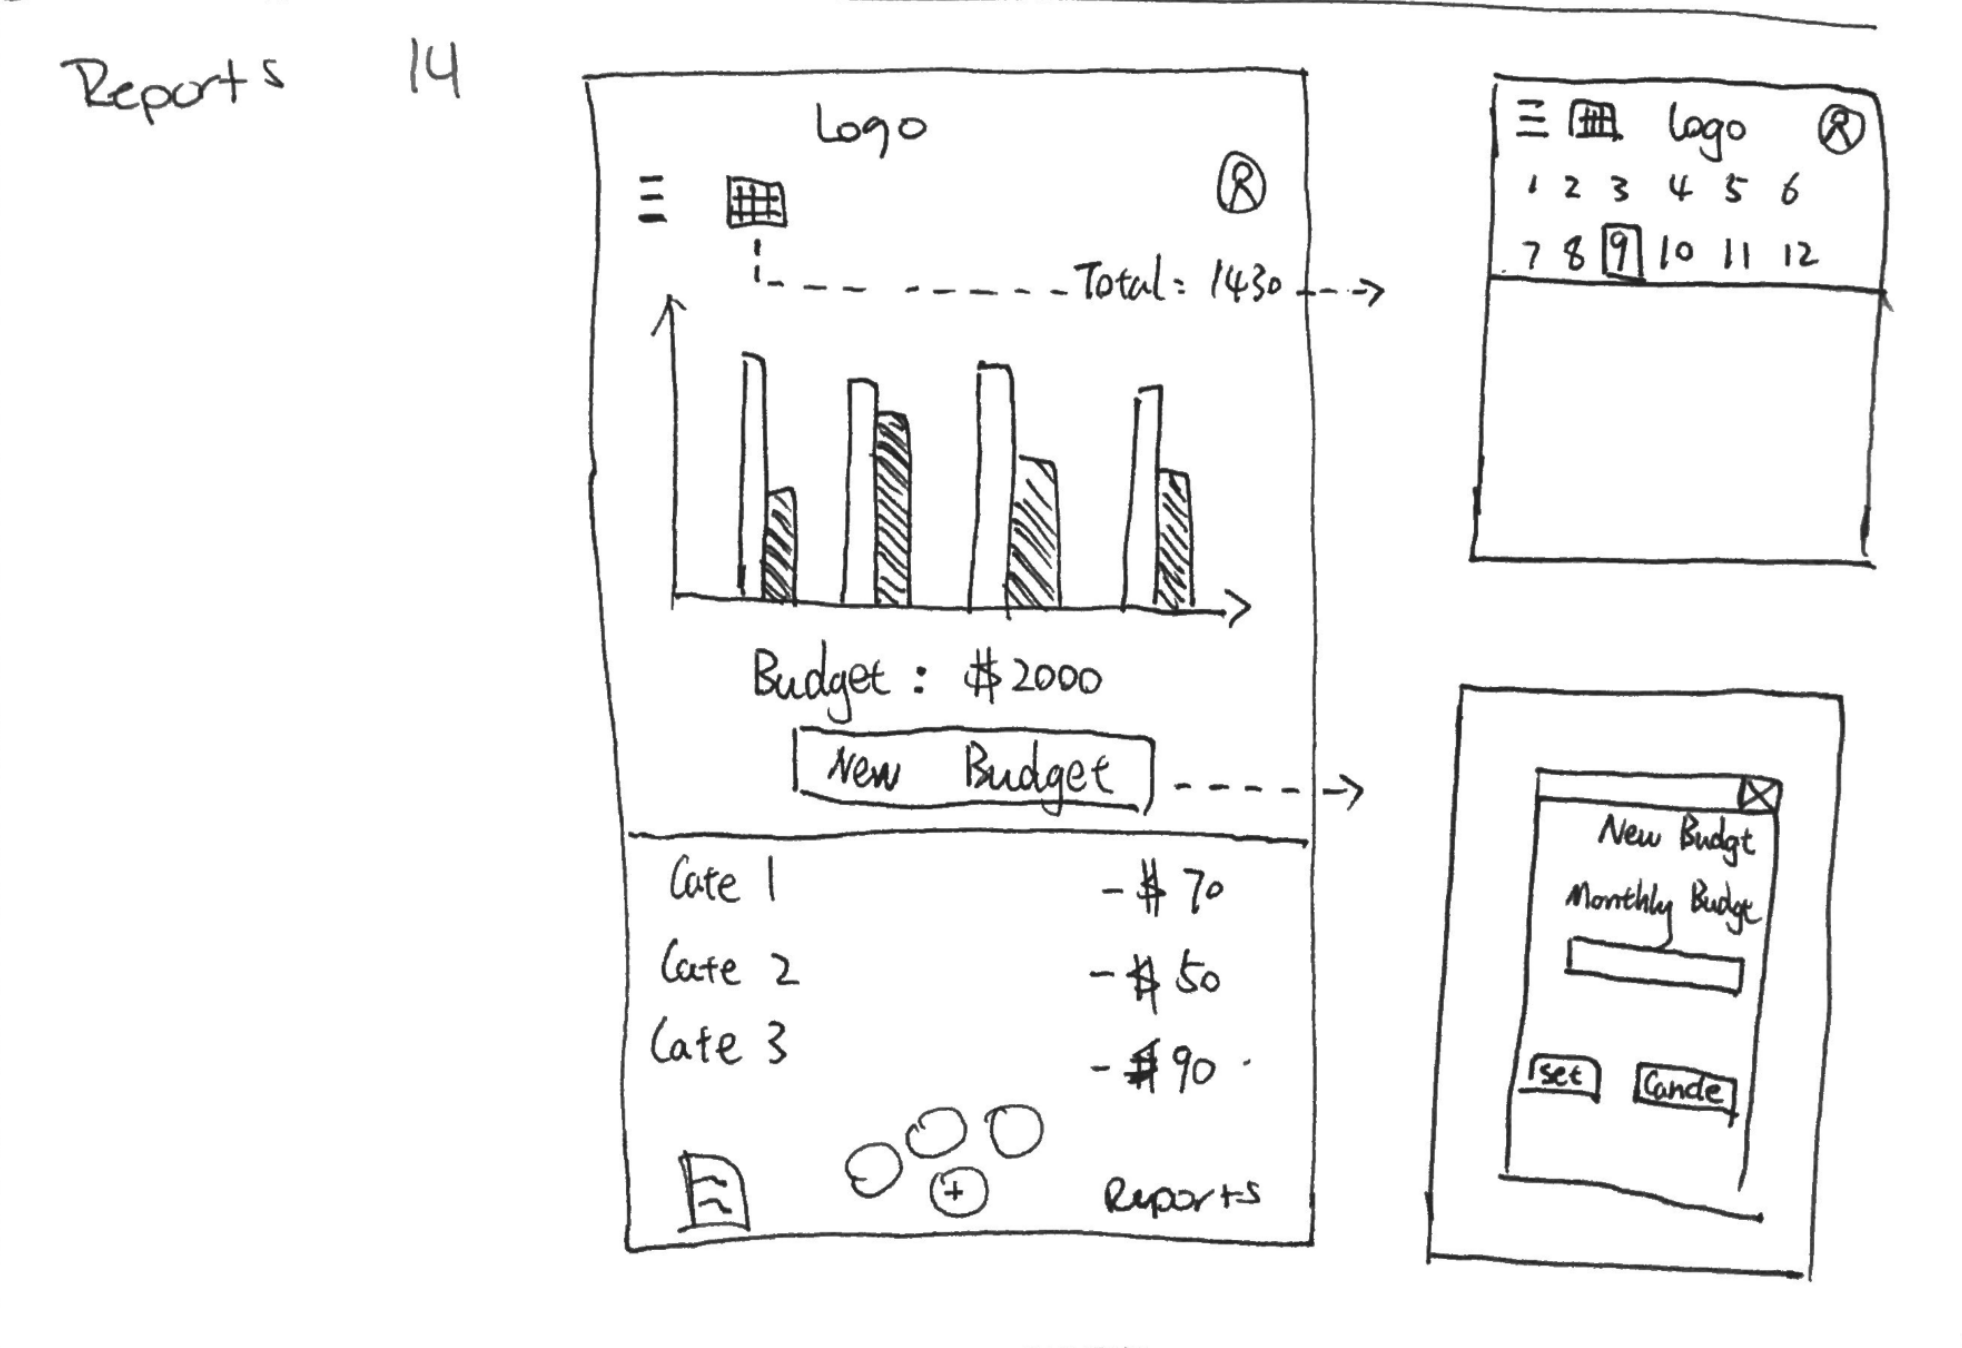 Reports 14
Logo
Total: 1430
Budget: $2000
New Budget
Cate 1 -$70
Cate 2 -$50
Cate 3 -$90
+ Reports
Logo
1 2 3 4 5 6
7 8 9 10 11 12
New Budgt
Monthly Budge
set Cancle